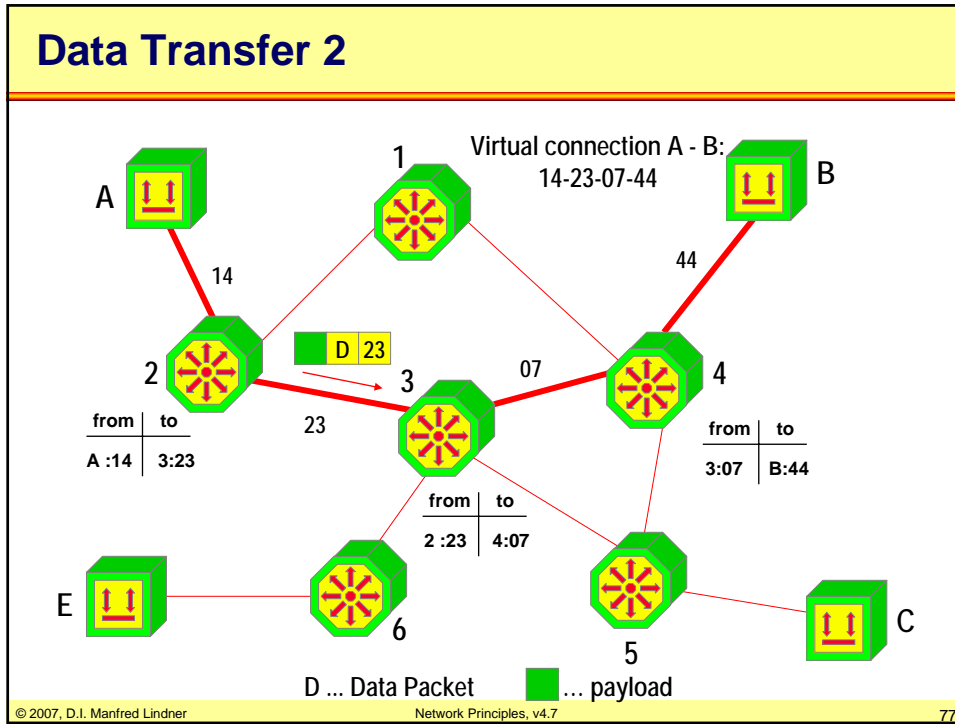 Data Transfer 2
Virtual connection A - B:
14-23-07-44
A
1
B
14
44
D 23
2
3
07
4
23
from to
A :14 3:23
from to
3:07 B:44
from to
2 :23 4:07
E
6
5
C
D ... Data Packet ... payload
© 2007, D.I. Manfred Lindner Network Principles, v4.7 77